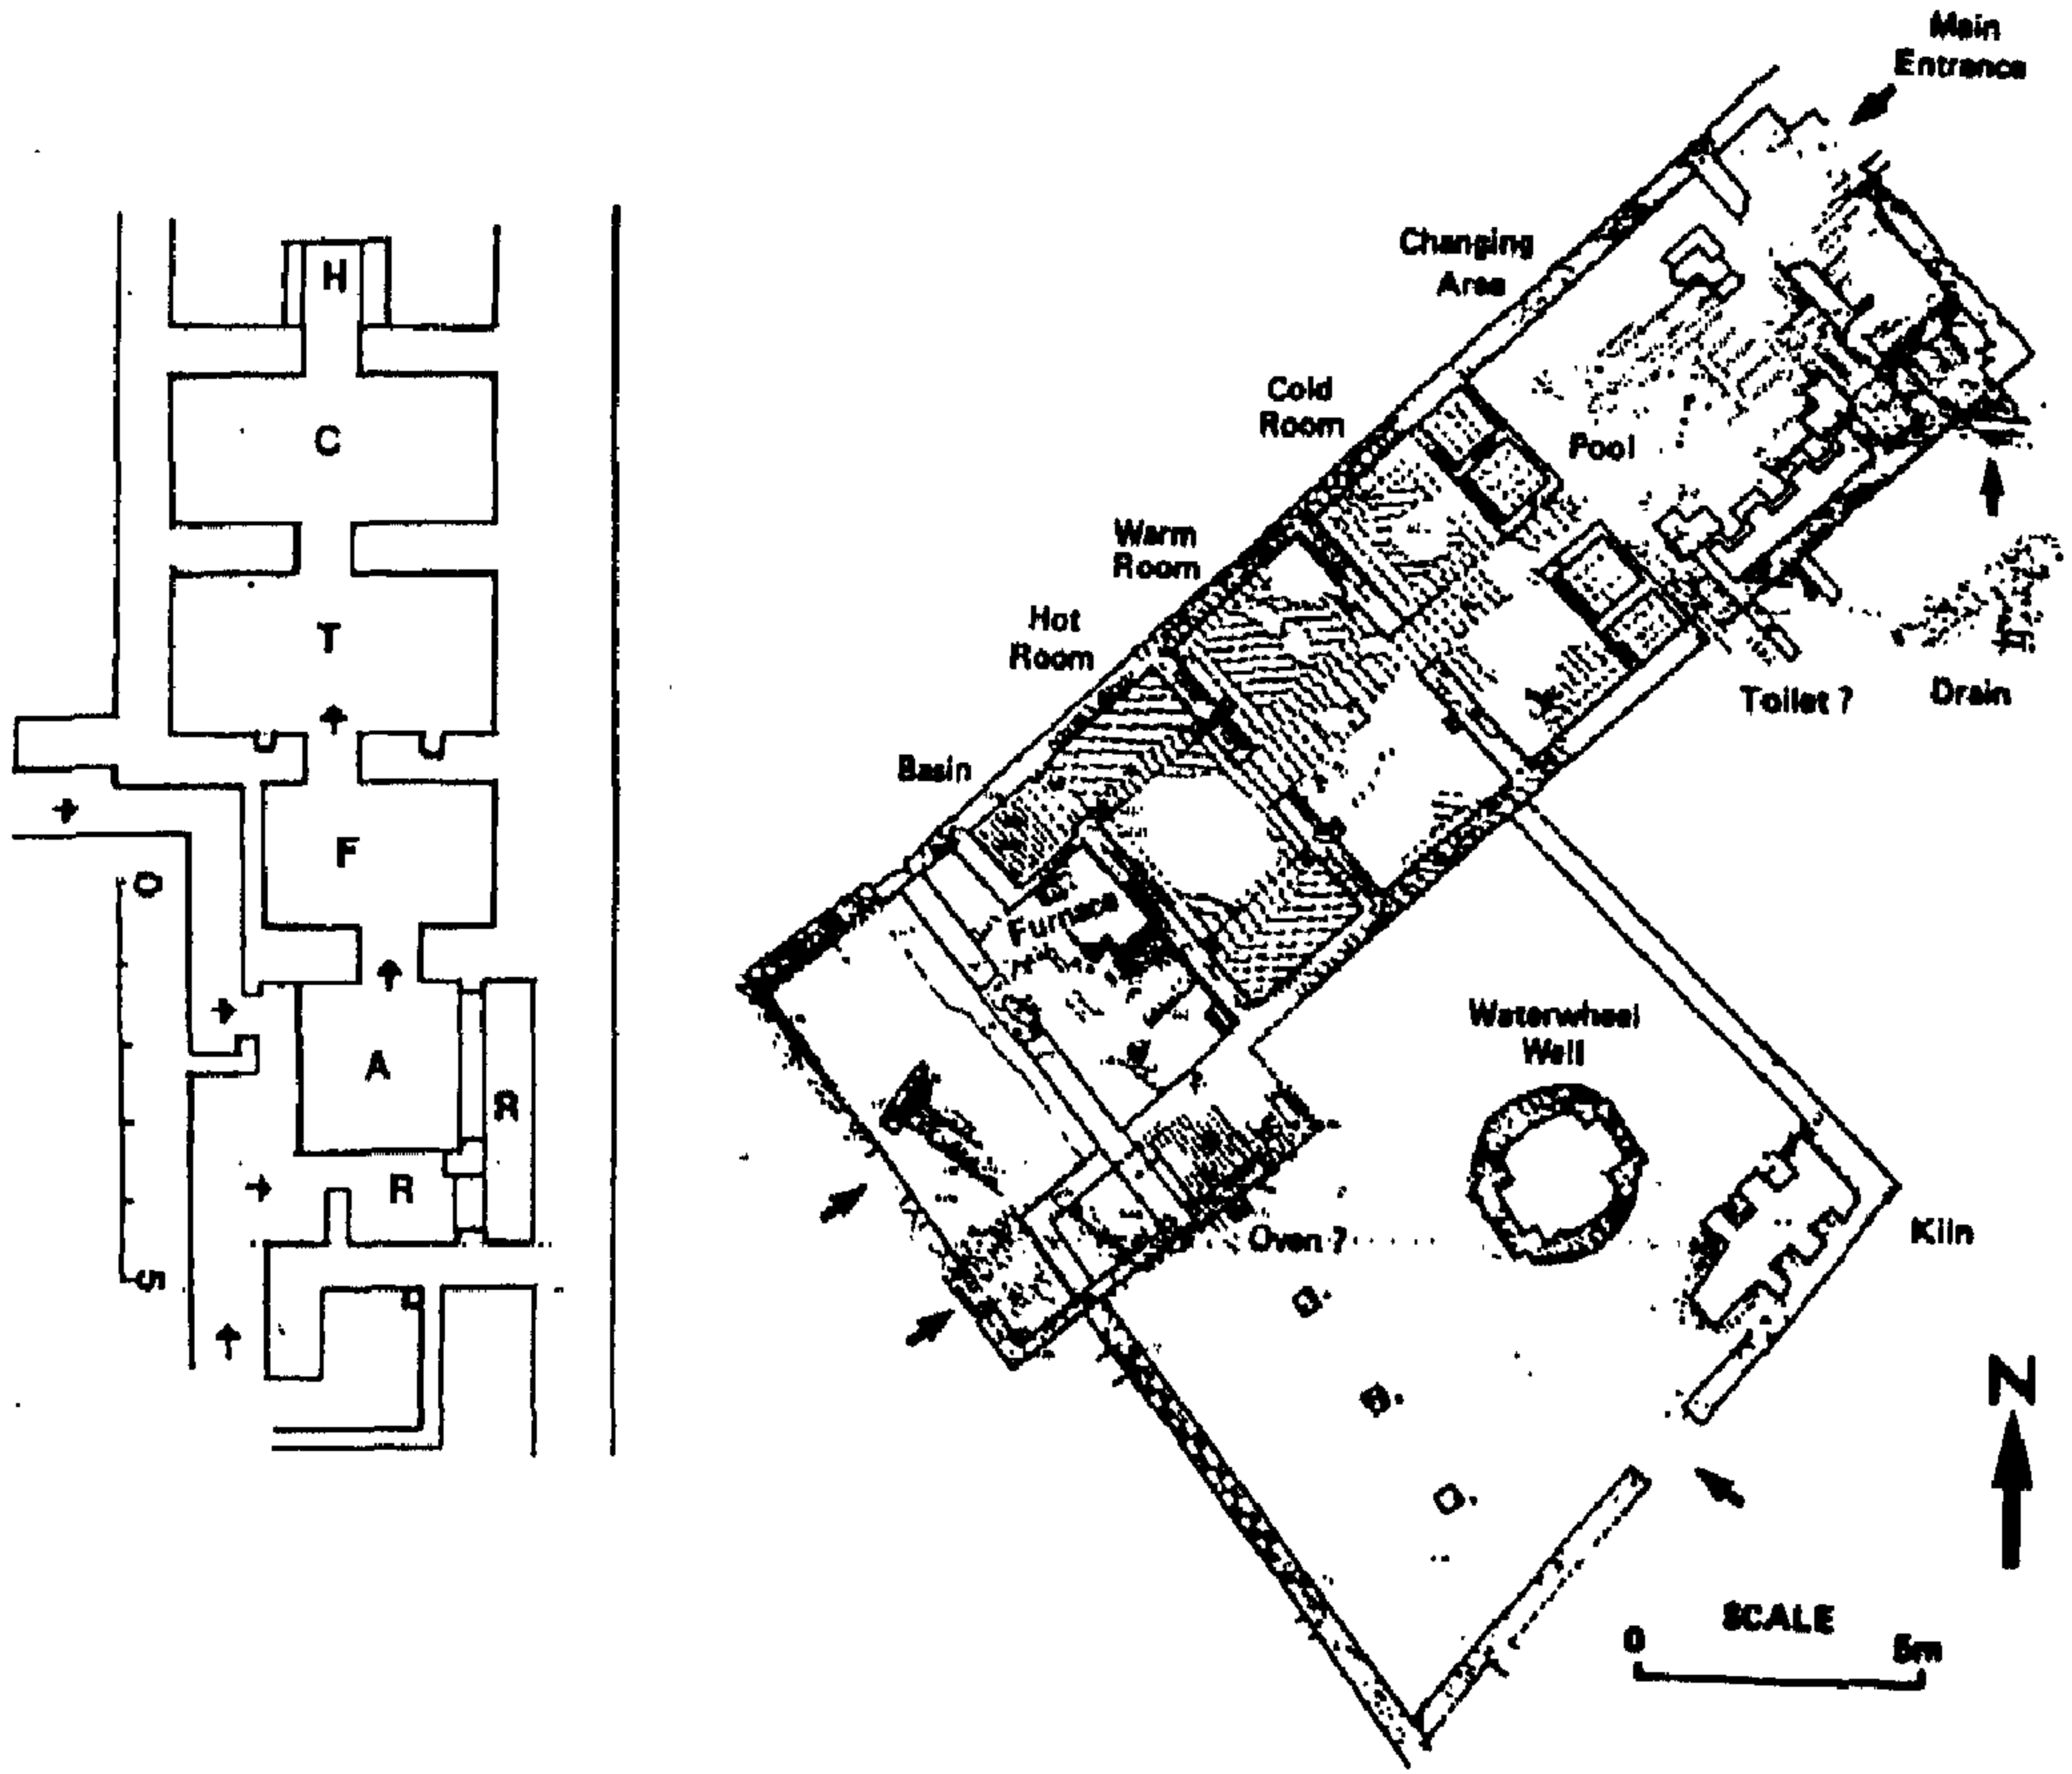 H
C
T
F
O
A
R
R
5
Main
Entrance
Changing
Area
Cold
Room
Pool
Warm
Room
Hot
Room
Toilet ?
Drain
Basin
Furnace
Waterwheel
Well
Oven ?
Kiln
N
SCALE
0
5m